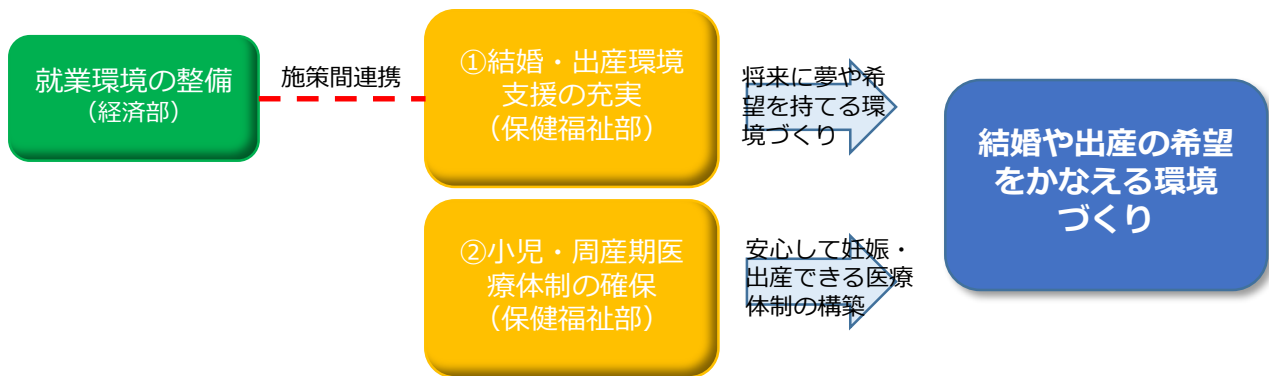 就業環境の整備
（経済部）
施策間連携
①結婚・出産環境
支援の充実
（保健福祉部）
将来に夢や希
望を持てる環
境づくり
②小児・周産期医
療体制の確保
（保健福祉部）
安心して妊娠・
出産できる医療
体制の構築
結婚や出産の希望
をかなえる環境
づくり